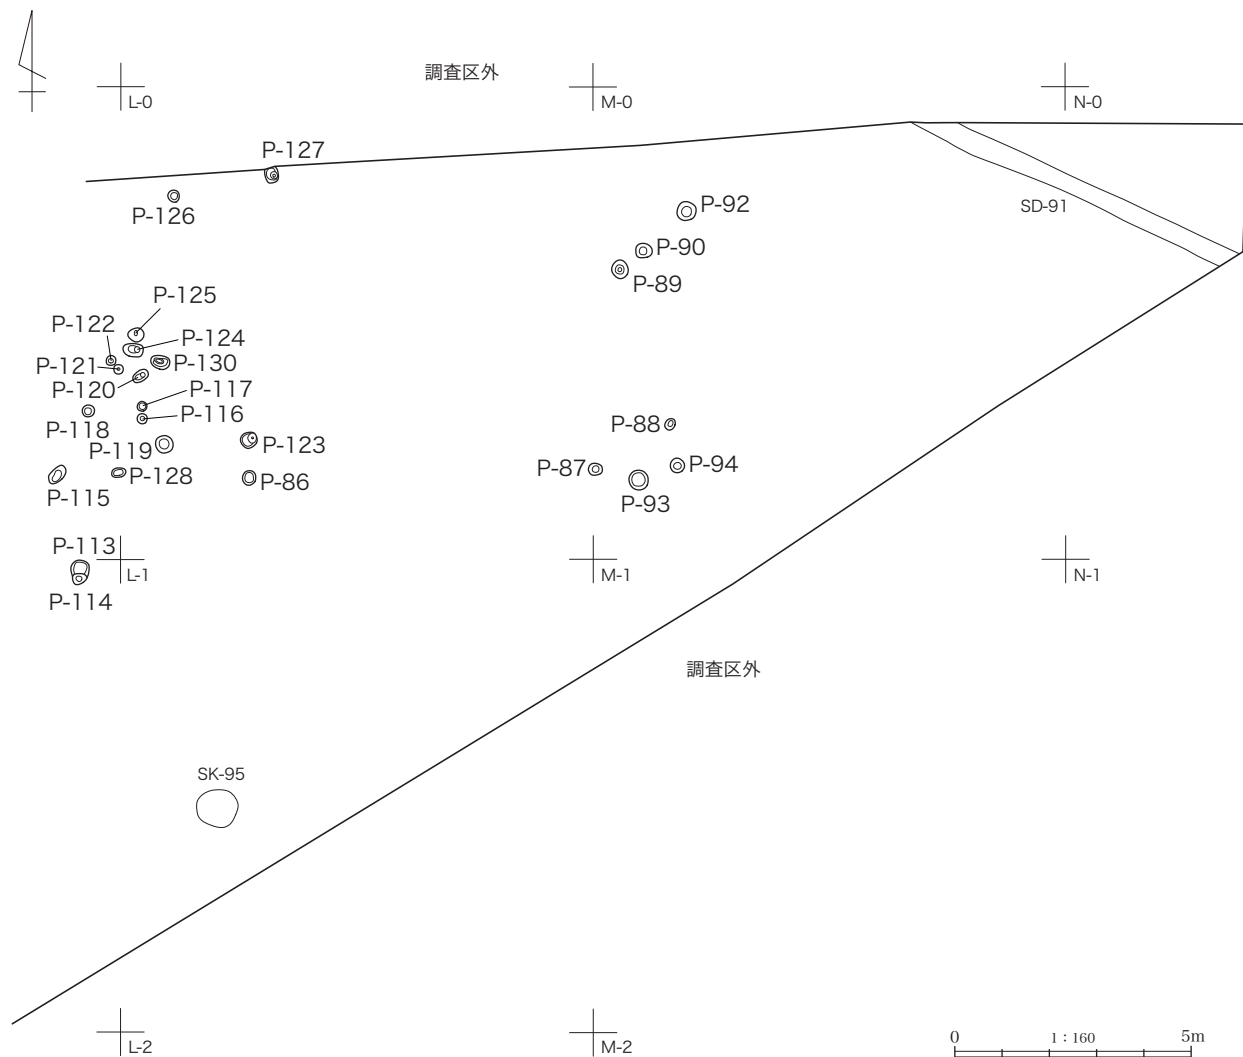 調査区外
L-0
M-0
N-0
P-127
P-126
P-92
SD-91
P-90
P-89
P-125
P-122
P-124
P-121
P-130
P-120
P-117
P-116
P-118
P-88
P-119
P-123
P-87
P-94
P-128
P-86
P-115
P-93
P-113
L-1
M-1
N-1
P-114
調査区外
SK-95
0
1：160
5m
L-2
M-2